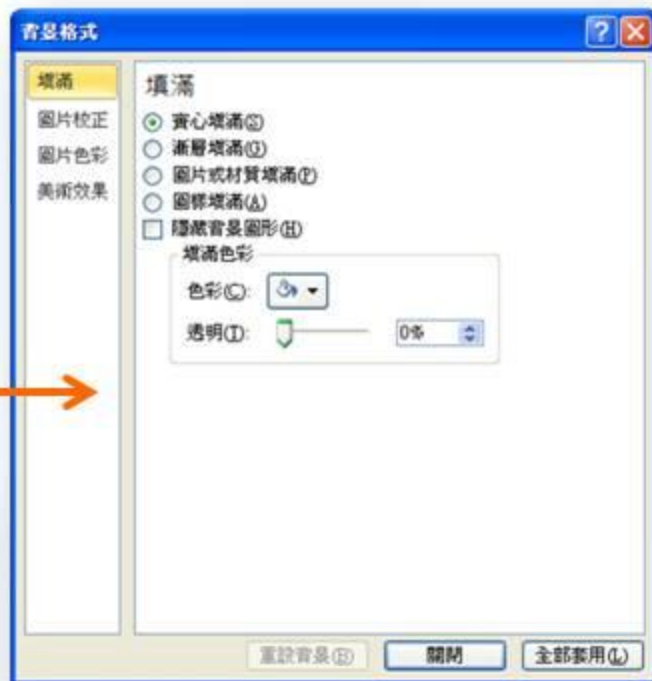 背景格式
填滿
圖片校正
圖片色彩
美術效果
填滿
實心填滿(S)
漸層填滿(G)
圖片或材質填滿(P)
圖樣填滿(A)
隱藏背景圖形(H)
填滿色彩
色彩(C):
透明(T): 0%
重設背景(B) 關閉 全部套用(L)